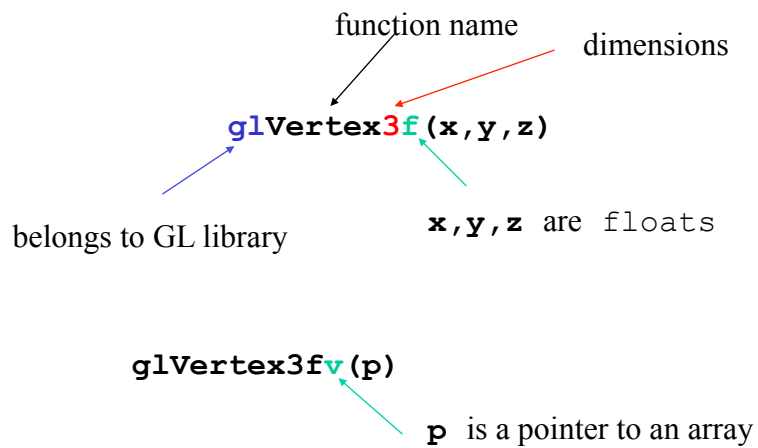 function name
dimensions
glVertex3f(x,y,z)
belongs to GL library
x,y,z are floats
glVertex3fv(p)
p is a pointer to an array